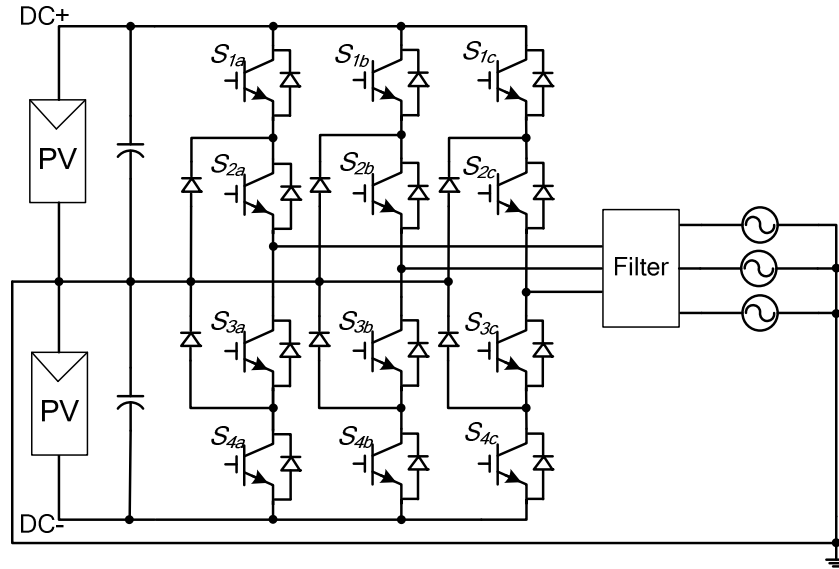 DC+
S1a
S1b
S1c
PV
S2a
S2b
S2c
Filter
S3a
S3b
S3c
PV
S4a
S4b
S4c
DC-